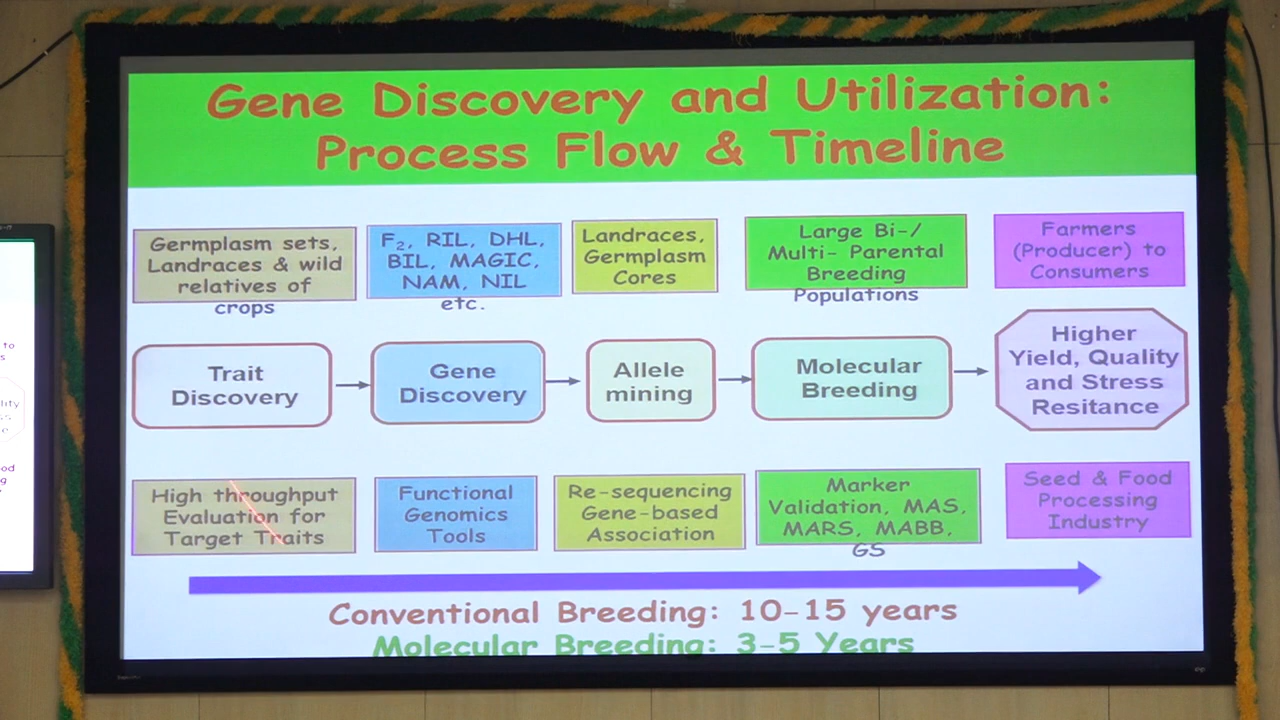 Gene Discovery and Utilization:
Process Flow & Timeline
Germplasm sets,
Landraces & wild
relatives of
crops
F₂, RIL, DHL,
BIL, MAGIC,
NAM, NIL
etc.
Landraces,
Germplasm
Cores
Large Bi-/
Multi- Parental
Breeding
Populations
Farmers
(Producer) to
Consumers
Trait
Discovery
Gene
Discovery
Allele
mining
Molecular
Breeding
Higher
Yield, Quality
and Stress
Resitance
High throughput
Evaluation for
Target Traits
Functional
Genomics
Tools
Re-sequencing
Gene-based
Association
Marker
Validation, MAS,
MARS, MABB,
GS
Seed & Food
Processing
Industry
Conventional Breeding: 10-15 years
Molecular Breeding: 3-5 Years